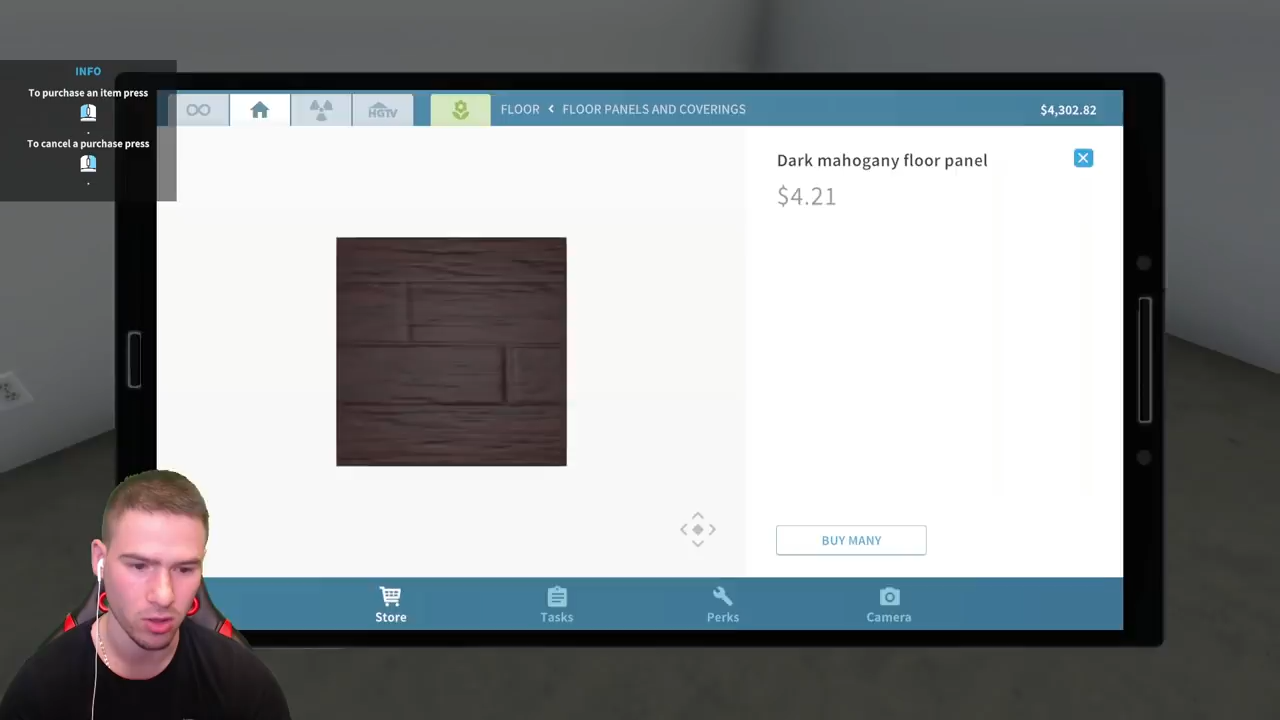 INFO
To purchase an item press
.
To cancel a purchase press
.
HGTV
FLOOR < FLOOR PANELS AND COVERINGS
$4,302.82
Dark mahogany floor panel
$4.21
BUY MANY
Store
Tasks
Perks
Camera